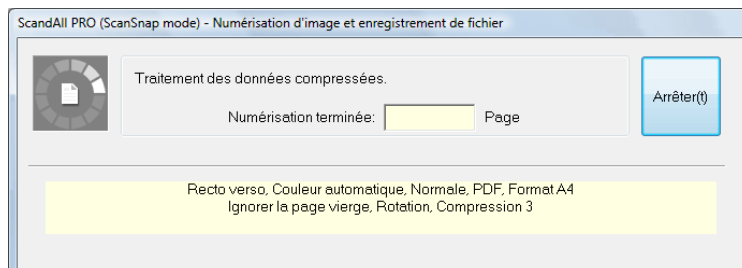 ScandAll PRO (ScanSnap mode) - Numérisation d'image et enregistrement de fichier
Traitement des données compressées.
Arrêter(t)
Numérisation terminée: Page
Recto verso, Couleur automatique, Normale, PDF, Format A4
Ignorer la page vierge, Rotation, Compression 3